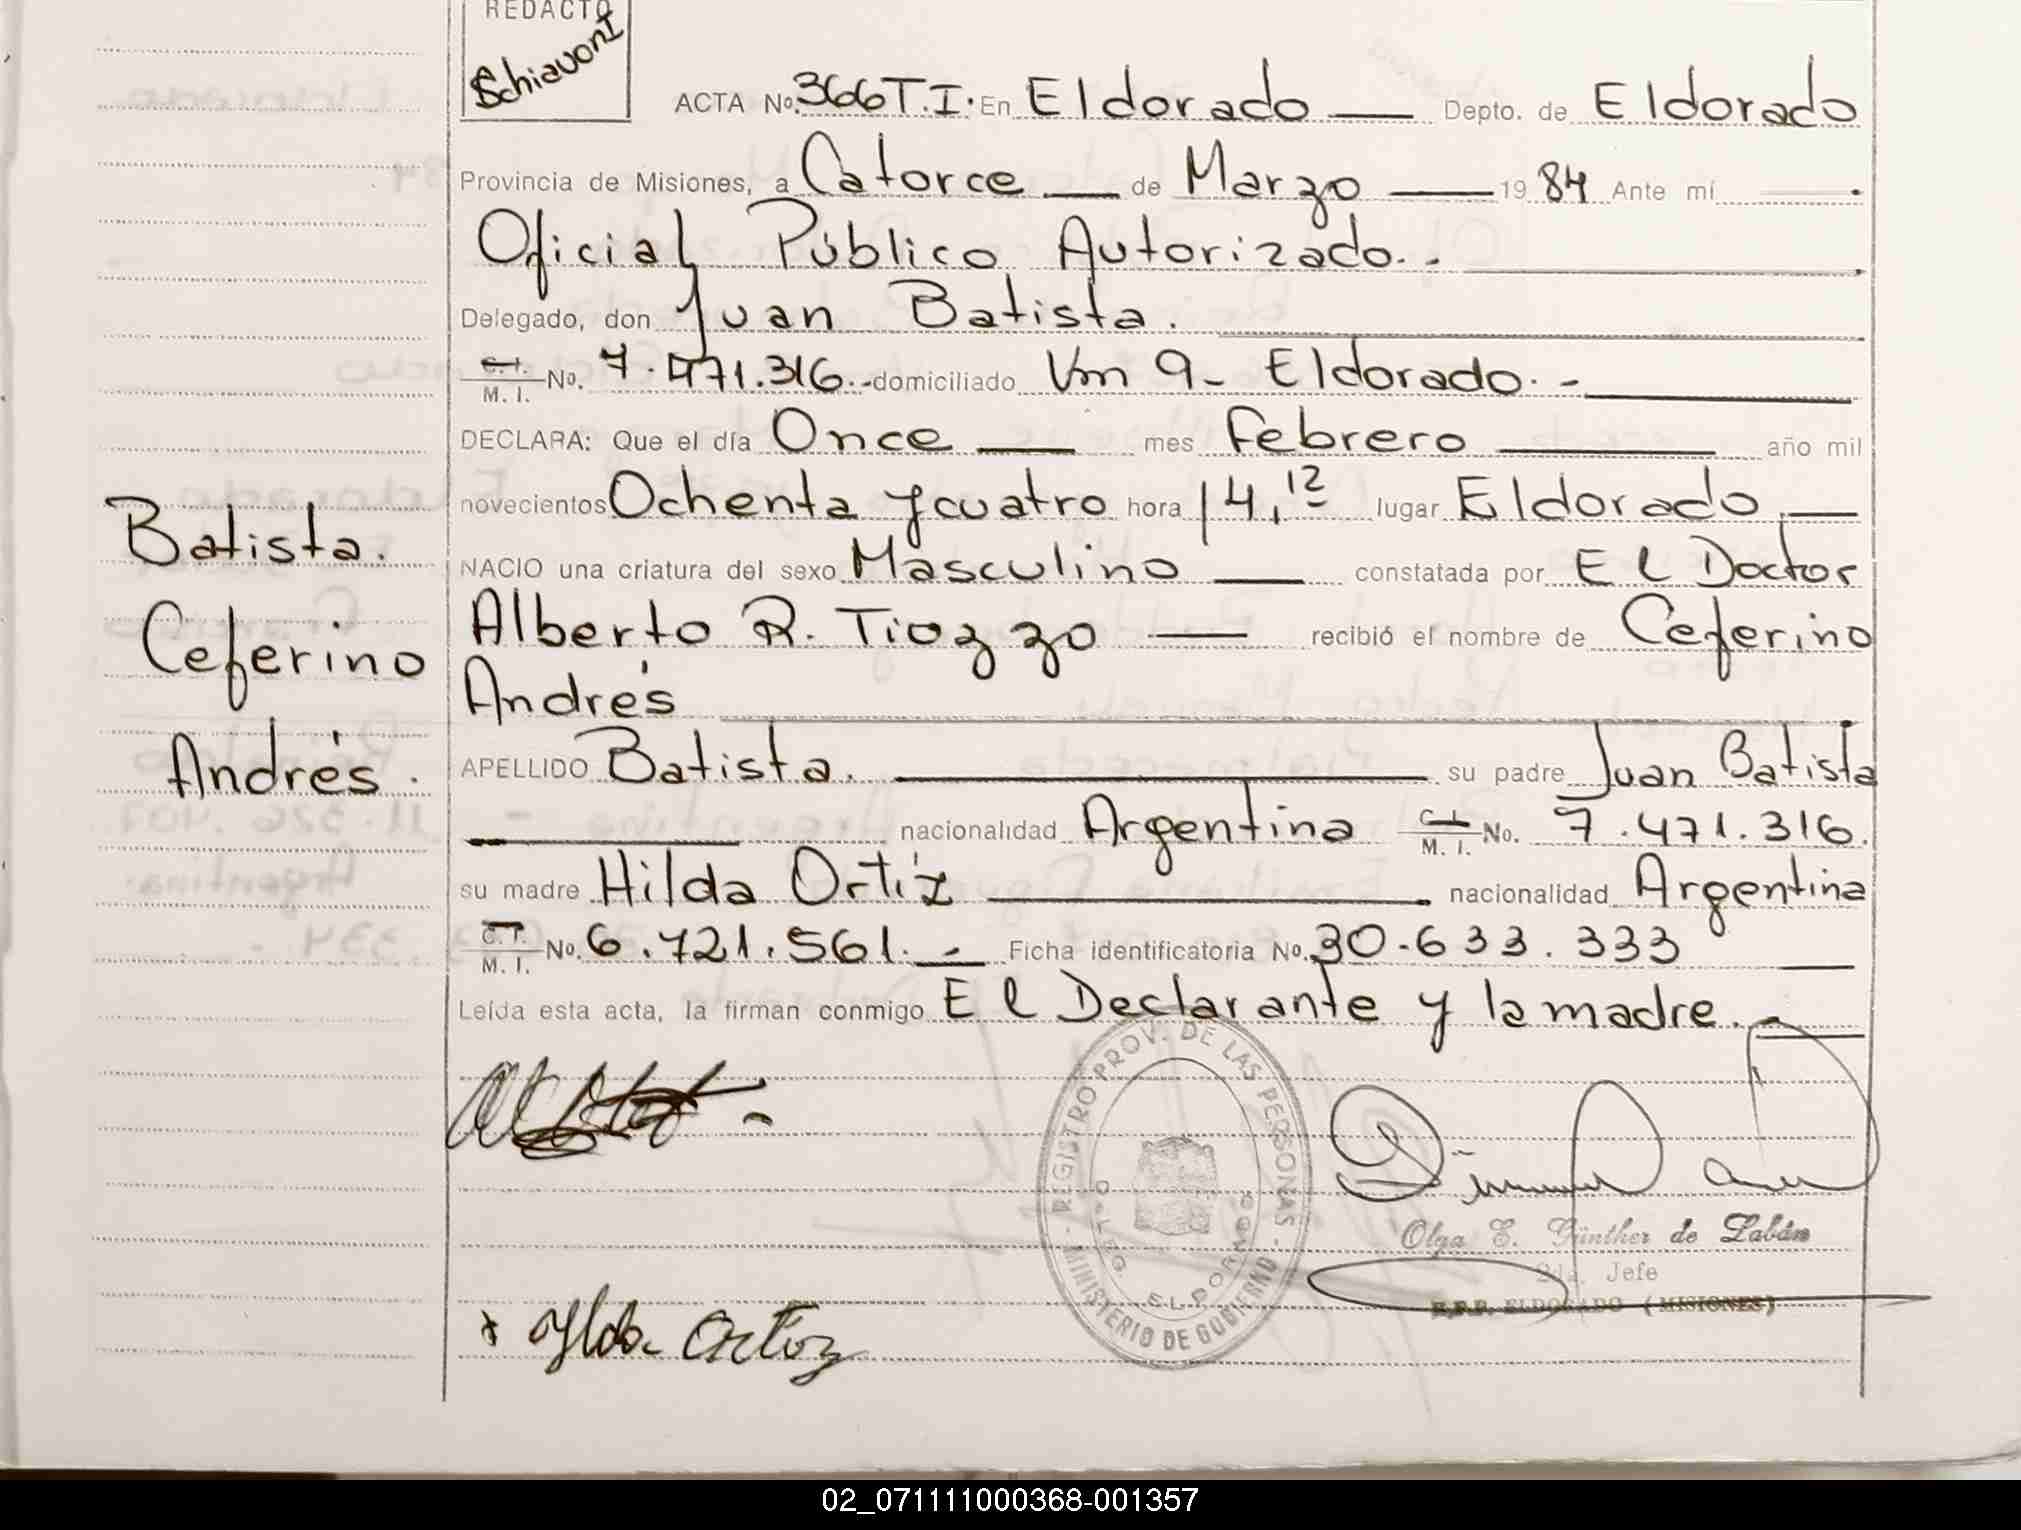 REDACTO
Schiavoni
ACTA No. 366 T.I. En Eldorado — Depto. de Eldorado
Provincia de Misiones, a Catorce — de Marzo — 19 84 Ante mí
Oficial Público Autorizado.-
Delegado, don Juan Batista.
C. I. / M. I. No. 7.471.316.- domiciliado Km 9- Eldorado.-
DECLARA: Que el día Once — mes Febrero — año mil
novecientos Ochenta y cuatro hora 14,12 lugar Eldorado —
NACIO una criatura del sexo Masculino — constatada por El Doctor
Alberto R. Tiozzo — recibió el nombre de Ceferino
Andrés
APELLIDO Batista. — su padre Juan Batista
— nacionalidad Argentina C. I. / M. I. No. 7.471.316.
su madre Hilda Ortiz — nacionalidad Argentina
C. I. / M. I. No. 6.721.561.- Ficha identificatoria No. 30.633.333
Leída esta acta, la firman conmigo El Declarante y la madre.-
Batista.
Ceferino
Andrés.
REGISTRO PROV. DE LAS PERSONAS
- MINISTERIO DE GOBIERNO -
Olga E. Günther de Labán
2da. Jefe
R.P.P. ELDORADO (MISIONES)
x Ylda Ortiz
02_071111000368-001357